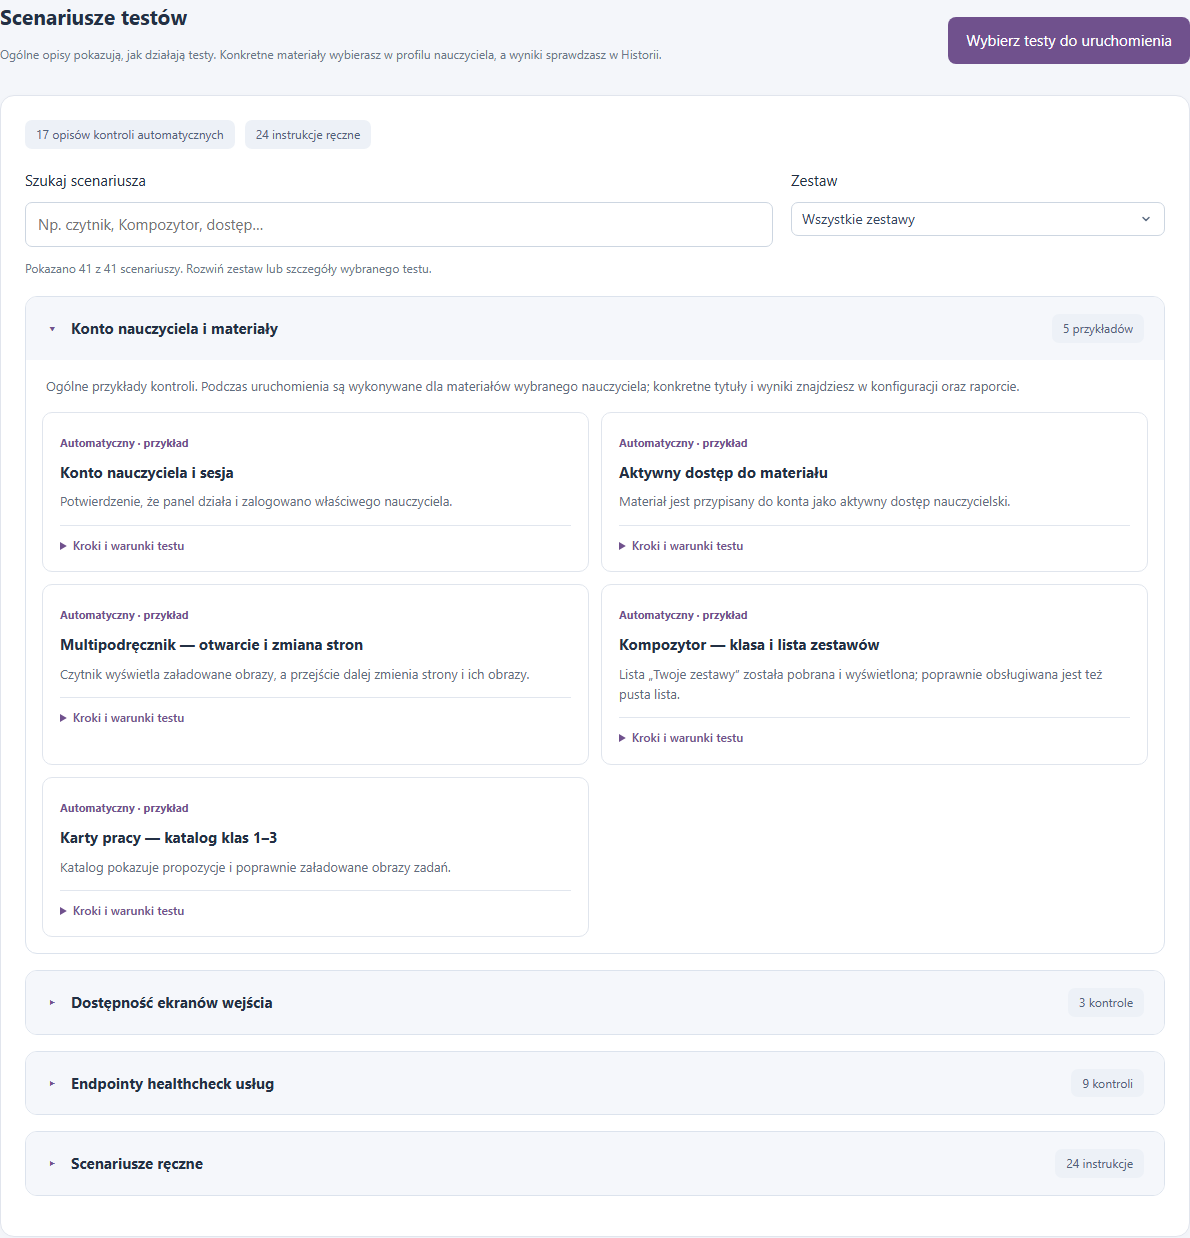 Scenariusze testów
Wybierz testy do uruchomienia
Ogólne opisy pokazują, jak działają testy. Konkretne materiały wybierasz w profilu nauczyciela, a wyniki sprawdzasz w Historii.
17 opisów kontroli automatycznych
24 instrukcje ręczne
Szukaj scenariusza
Zestaw
Np. czytnik, Kompozytor, dostęp...
Wszystkie zestawy
Pokazano 41 z 41 scenariuszy. Rozwiń zestaw lub szczegóły wybranego testu.
Konto nauczyciela i materiały
5 przykładów
Ogólne przykłady kontroli. Podczas uruchomienia są wykonywane dla materiałów wybranego nauczyciela; konkretne tytuły i wyniki znajdziesz w konfiguracji oraz raporcie.
Automatyczny · przykład
Konto nauczyciela i sesja
Potwierdzenie, że panel działa i zalogowano właściwego nauczyciela.
Kroki i warunki testu
Automatyczny · przykład
Aktywny dostęp do materiału
Materiał jest przypisany do konta jako aktywny dostęp nauczycielski.
Kroki i warunki testu
Automatyczny · przykład
Multipodręcznik — otwarcie i zmiana stron
Czytnik wyświetla załadowane obrazy, a przejście dalej zmienia strony i ich obrazy.
Kroki i warunki testu
Automatyczny · przykład
Kompozytor — klasa i lista zestawów
Lista „Twoje zestawy” została pobrana i wyświetlona; poprawnie obsługiwana jest też
pusta lista.
Kroki i warunki testu
Automatyczny · przykład
Karty pracy — katalog klas 1–3
Katalog pokazuje propozycje i poprawnie załadowane obrazy zadań.
Kroki i warunki testu
Dostępność ekranów wejścia
3 kontrole
Endpointy healthcheck usług
9 kontroli
Scenariusze ręczne
24 instrukcje